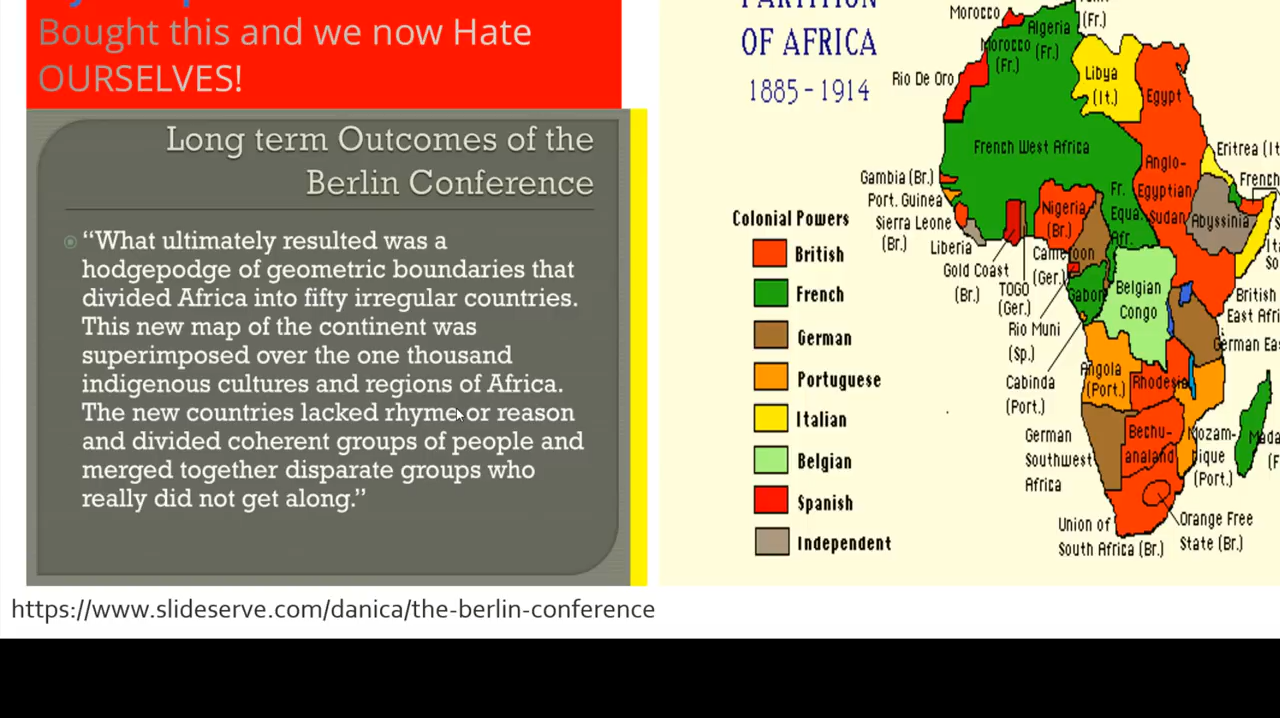 Bought this and we now Hate
OURSELVES!
Long term Outcomes of the
Berlin Conference
“What ultimately resulted was a
hodgepodge of geometric boundaries that
divided Africa into fifty irregular countries.
This new map of the continent was
superimposed over the one thousand
indigenous cultures and regions of Africa.
The new countries lacked rhyme or reason
and divided coherent groups of people and
merged together disparate groups who
really did not get along.”
https://www.slideserve.com/danica/the-berlin-conference
PARTITION
OF AFRICA
1885-1914
Colonial Powers
British
French
German
Portuguese
Italian
Belgian
Spanish
Independent
Morocco
(Fr.)
Algeria
(Fr.)
Morocco
(Fr.)
Rio De Oro
Libya
(It.)
Egypt
French West Africa
Gambia (Br.)
Port. Guinea
Sierra Leone
(Br.)
Liberia
Gold Coast
(Br.)
TOGO
(Ger.)
Nigeria
(Br.)
Cameroon
(Ger.)
Fr.
Equa.
Afr.
Anglo-
Egyptian
Sudan
Eritrea (It
French
Abyssinia
Rio Muni
(Sp.)
Gabon
Cabinda
(Port.)
Belgian
Congo
British
East Afri
German Eas
Angola
(Port.)
Rhodesia
German
Southwest
Africa
Bechu-
analand
Mozam-
bique
(Port.)
Mada
(F
Union of
South Africa (Br.)
Orange Free
State (Br.)